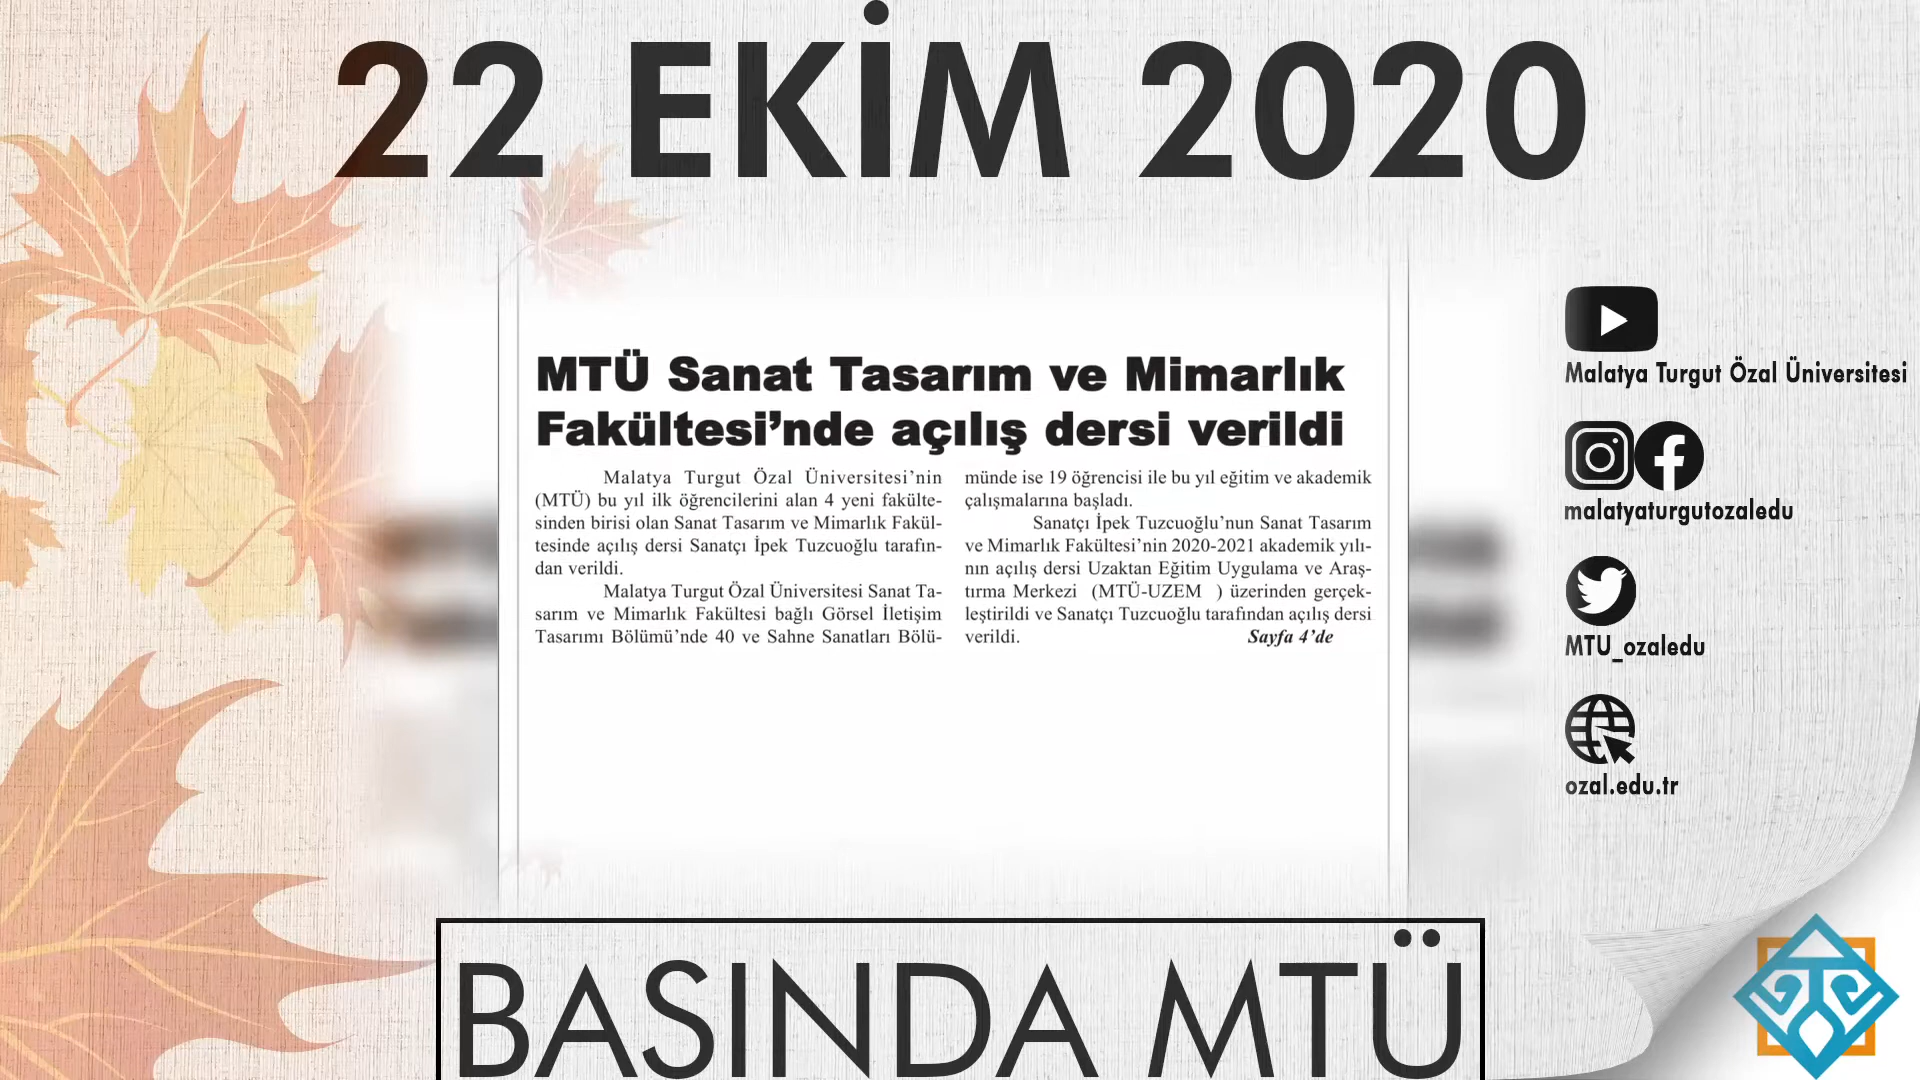 22 EKİM 2020
MTÜ Sanat Tasarım ve Mimarlık
Fakültesi’nde açılış dersi verildi
Malatya Turgut Özal Üniversitesi’nin
(MTÜ) bu yıl ilk öğrencilerini alan 4 yeni fakülte-
sinden birisi olan Sanat Tasarım ve Mimarlık Fakül-
tesinde açılış dersi Sanatçı İpek Tuzcuoğlu tarafın-
dan verildi.
Malatya Turgut Özal Üniversitesi Sanat Ta-
sarım ve Mimarlık Fakültesi bağlı Görsel İletişim
Tasarımı Bölümü’nde 40 ve Sahne Sanatları Bölü-
münde ise 19 öğrencisi ile bu yıl eğitim ve akademik
çalışmalarına başladı.
Sanatçı İpek Tuzcuoğlu’nun Sanat Tasarım
ve Mimarlık Fakültesi’nin 2020-2021 akademik yılı-
nın açılış dersi Uzaktan Eğitim Uygulama ve Araş-
tırma Merkezi (MTÜ-UZEM ) üzerinden gerçek-
leştirildi ve Sanatçı Tuzcuoğlu tarafından açılış dersi
verildi. Sayfa 4’de
Malatya Turgut Özal Üniversitesi
malatyaturgutozaledu
MTU_ozaledu
ozal.edu.tr
BASINDA MTÜ